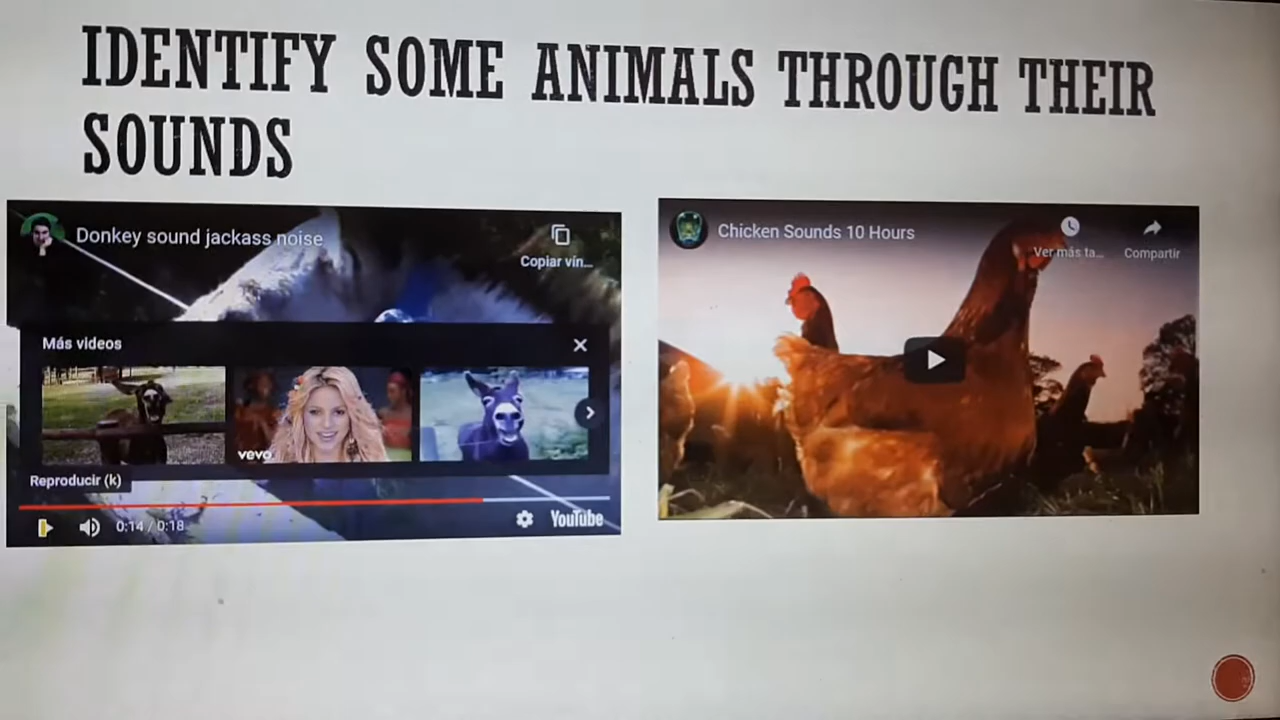 IDENTIFY SOME ANIMALS THROUGH THEIR
SOUNDS
Donkey sound jackass noise
Copiar vín...
Más videos
vevo
Reproducir (k)
0:14 / 0:18
YouTube
Chicken Sounds 10 Hours
Ver más ta...
Compartir